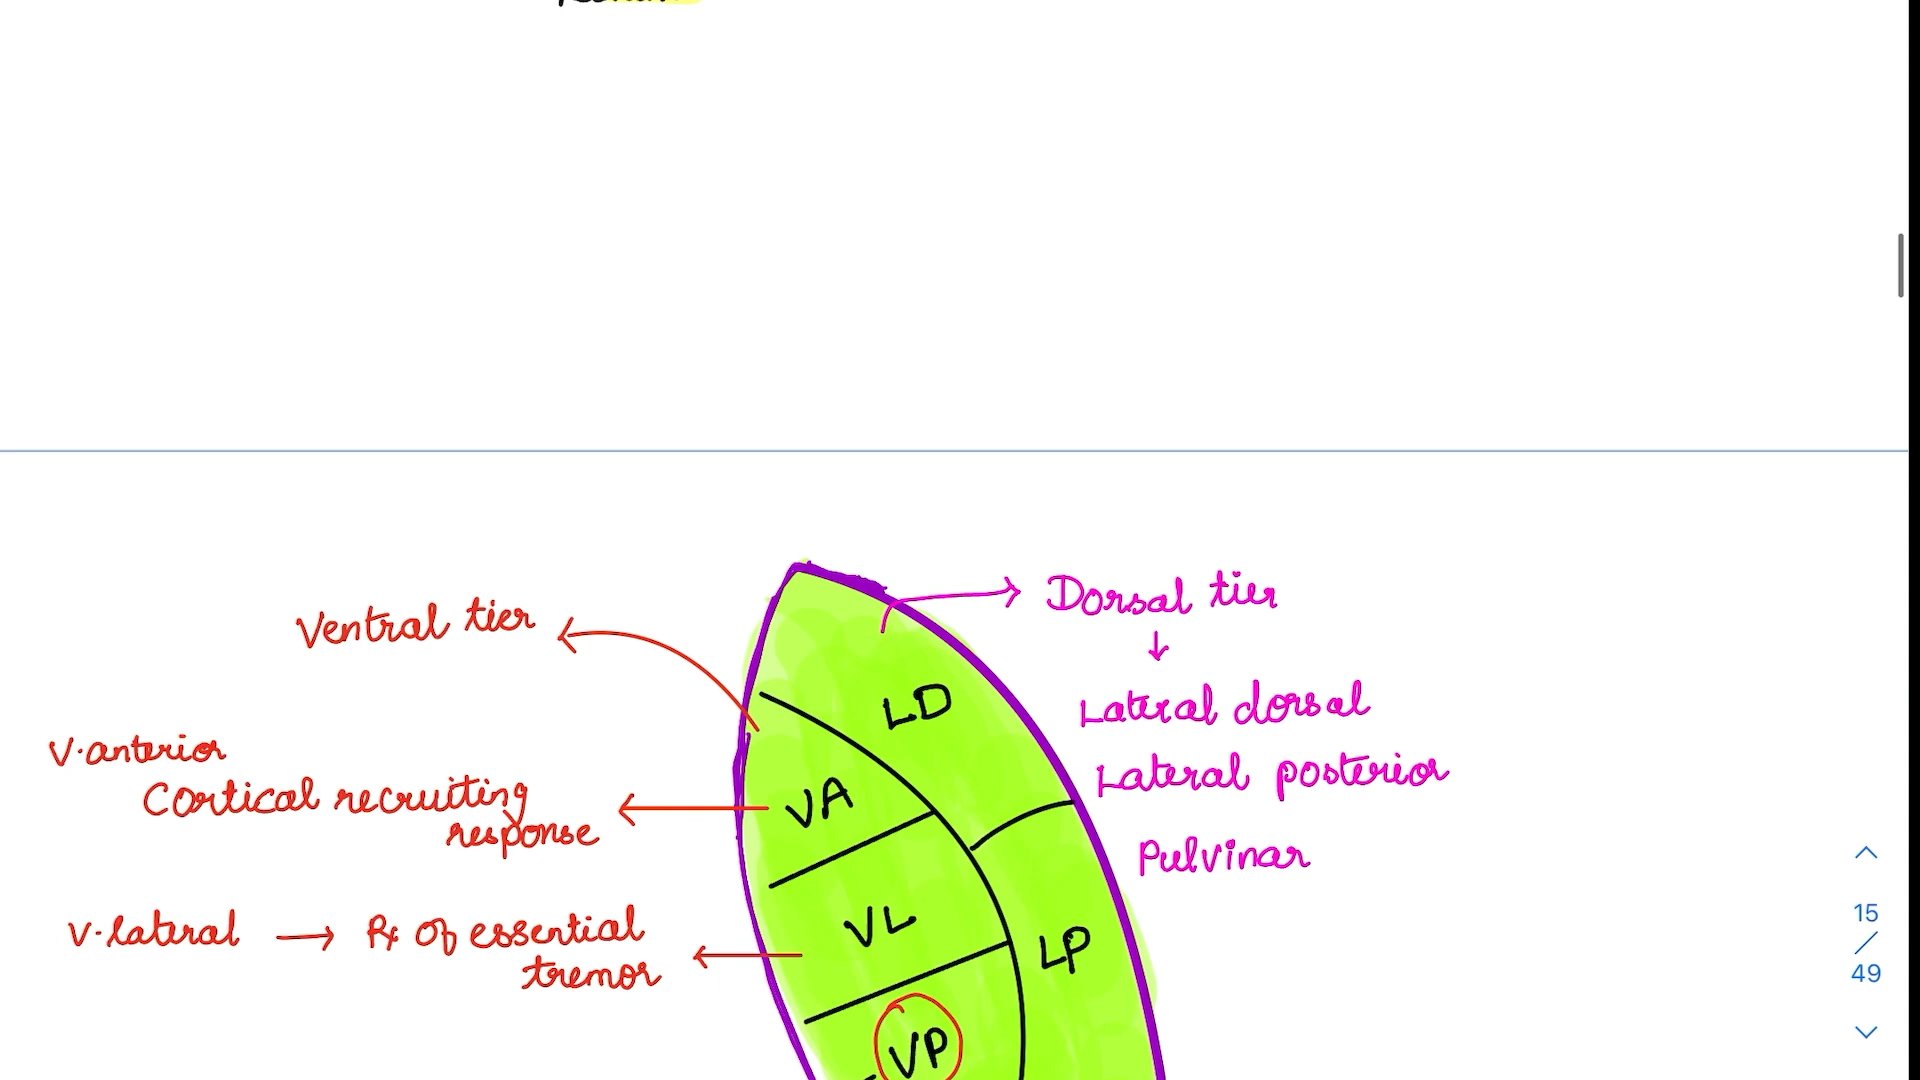 Ventral tier
Dorsal tier
Lateral dorsal
Lateral posterior
Pulvinar
V.anterior
Cortical recruiting
response
V.lateral → Rx of essential
tremor
LD
VA
VL
LP
VP
15
/
49